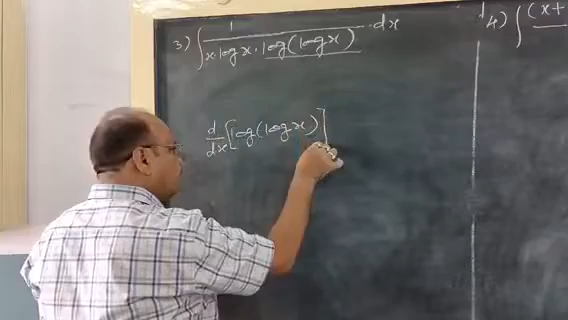 3) ∫ 1 / (x · log x · log(log x)) · dx
4) ∫ (x+
d/dx [log(log x)]